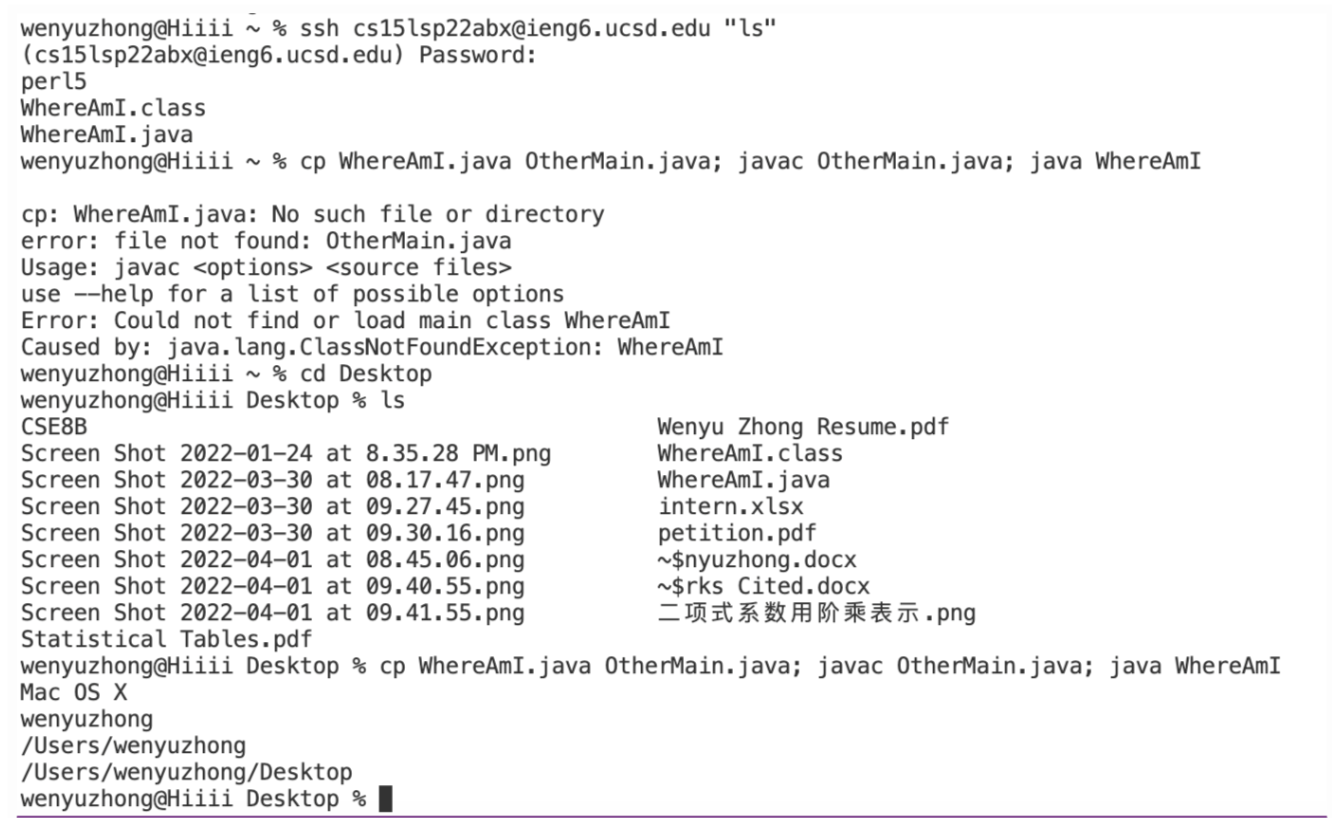 wenyuzhong@Hiiii ~ % ssh cs15lsp22abx@ieng6.ucsd.edu "ls"
(cs15lsp22abx@ieng6.ucsd.edu) Password:
perl5
WhereAmI.class
WhereAmI.java
wenyuzhong@Hiiii ~ % cp WhereAmI.java OtherMain.java; javac OtherMain.java; java WhereAmI
cp: WhereAmI.java: No such file or directory
error: file not found: OtherMain.java
Usage: javac <options> <source files>
use --help for a list of possible options
Error: Could not find or load main class WhereAmI
Caused by: java.lang.ClassNotFoundException: WhereAmI
wenyuzhong@Hiiii ~ % cd Desktop
wenyuzhong@Hiiii Desktop % ls
CSE8B Wenyu Zhong Resume.pdf
Screen Shot 2022-01-24 at 8.35.28 PM.png WhereAmI.class
Screen Shot 2022-03-30 at 08.17.47.png WhereAmI.java
Screen Shot 2022-03-30 at 09.27.45.png intern.xlsx
Screen Shot 2022-03-30 at 09.30.16.png petition.pdf
Screen Shot 2022-04-01 at 08.45.06.png ~$nyuzhong.docx
Screen Shot 2022-04-01 at 09.40.55.png ~$rks Cited.docx
Screen Shot 2022-04-01 at 09.41.55.png 二项式系数用阶乘表示.png
Statistical Tables.pdf
wenyuzhong@Hiiii Desktop % cp WhereAmI.java OtherMain.java; javac OtherMain.java; java WhereAmI
Mac OS X
wenyuzhong
/Users/wenyuzhong
/Users/wenyuzhong/Desktop
wenyuzhong@Hiiii Desktop %